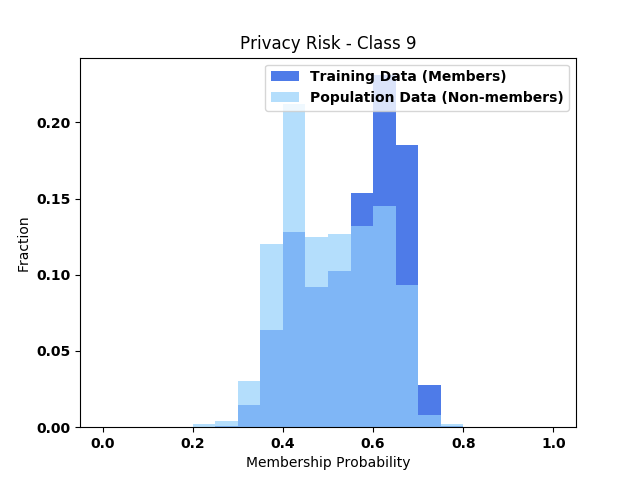 Privacy Risk - Class 9
Training Data (Members)
Population Data (Non-members)
0.20
0.15
0.10
0.05
0.00
Fraction
0.0 0.2 0.4 0.6 0.8 1.0
Membership Probability